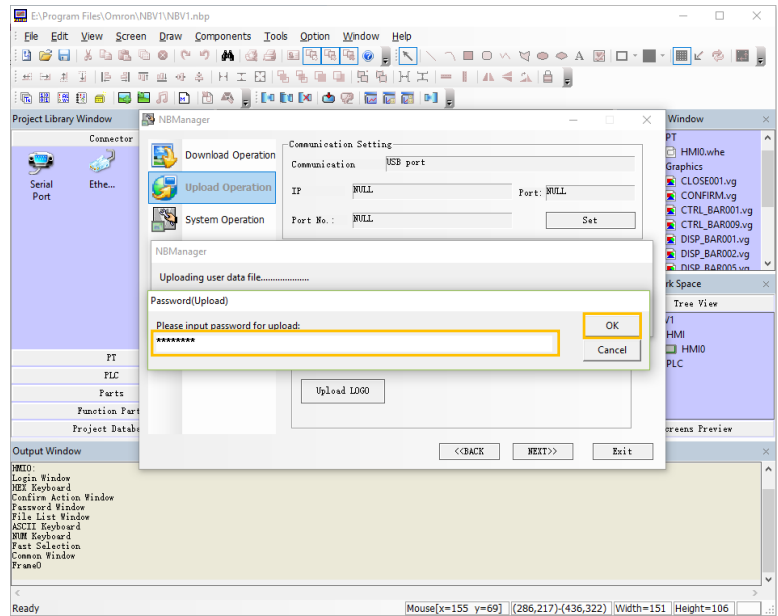 E:\Program Files\Omron\NBV1\NBV1.nbp
File Edit View Screen Draw Components Tools Option Window Help
Project Library Window
Connector
Serial Port
Ethe...
PT
PLC
Parts
Function Part
Project Databa
NBManager
Download Operation
Upload Operation
System Operation
Communication Setting
Communication USB port
IP NULL Port: NULL
Port No.: NULL Set
NBManager
Uploading user data file....................
Password(Upload)
Please input password for upload:
********
OK
Cancel
Upload LOGO
<<BACK NEXT>> Exit
Window
PT
HMI0.whe
Graphics
CLOSE001.vg
CONFIRM.vg
CTRL_BAR001.vg
CTRL_BAR009.vg
DISP_BAR001.vg
DISP_BAR002.vg
DISP_BAR005.vg
rk Space
Tree View
V1
HMI
HMI0
PLC
creens Preview
Output Window
HMI0:
Login Window
HEX Keyboard
Confirm Action Window
Password Window
File List Window
ASCII Keyboard
NUM Keyboard
Fast Selection
Common Window
Frame0
Ready
Mouse[x=155 y=69] (286,217)-(436,322) Width=151 Height=106